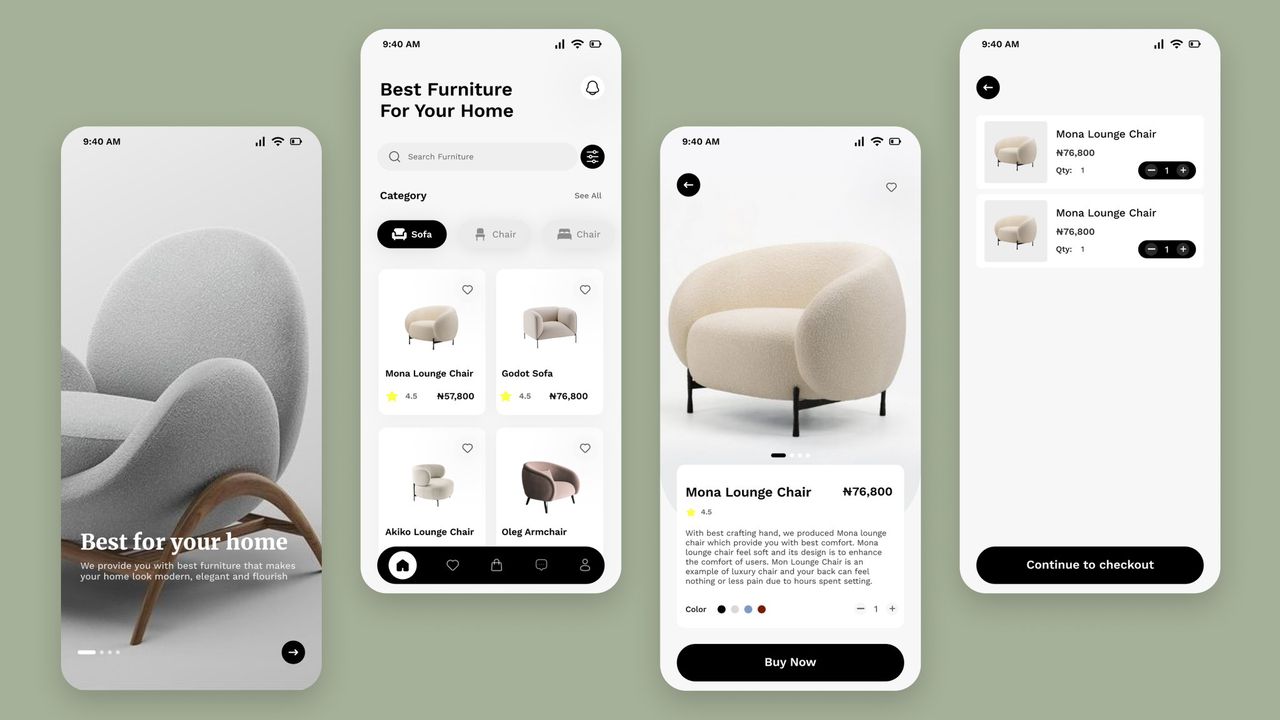 9:40 AM
Best for your home
We provide you with best furniture that makes
your home look modern, elegant and flourish
9:40 AM
Best Furniture
For Your Home
Search Furniture
Category
See All
Sofa
Chair
Chair
Mona Lounge Chair
4.5
₦57,800
Godot Sofa
4.5
₦76,800
Akiko Lounge Chair
Oleg Armchair
9:40 AM
Mona Lounge Chair
₦76,800
4.5
With best crafting hand, we produced Mona lounge
chair which provide you with best comfort. Mona
lounge chair feel soft and its design is to enhance
the comfort of users. Mon Lounge Chair is an
example of luxury chair and your back can feel
nothing or less pain due to hours spent setting.
Color
1
Buy Now
9:40 AM
Mona Lounge Chair
₦76,800
Qty: 1
1
Mona Lounge Chair
₦76,800
Qty: 1
1
Continue to checkout